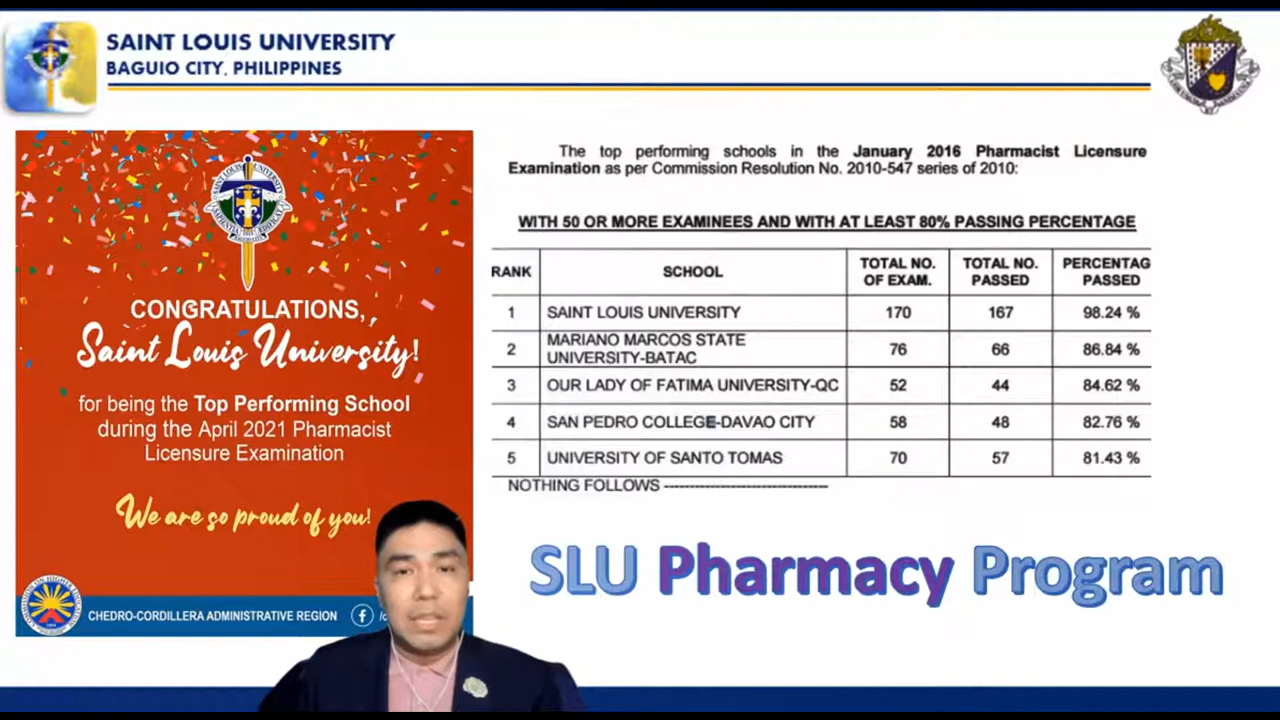 SAINT LOUIS UNIVERSITY
BAGUIO CITY, PHILIPPINES
SAINT LOUIS UNIVERSITY
CONGRATULATIONS,
Saint Louis University!
for being the Top Performing School
during the April 2021 Pharmacist
Licensure Examination
We are so proud of you!
CHEDRO-CORDILLERA ADMINISTRATIVE REGION
The top performing schools in the January 2016 Pharmacist Licensure
Examination as per Commission Resolution No. 2010-547 series of 2010:
WITH 50 OR MORE EXAMINEES AND WITH AT LEAST 80% PASSING PERCENTAGE
RANK SCHOOL TOTAL NO. OF EXAM. TOTAL NO. PASSED PERCENTAG PASSED
1 SAINT LOUIS UNIVERSITY 170 167 98.24 %
2 MARIANO MARCOS STATE UNIVERSITY-BATAC 76 66 86.84 %
3 OUR LADY OF FATIMA UNIVERSITY-QC 52 44 84.62 %
4 SAN PEDRO COLLEGE-DAVAO CITY 58 48 82.76 %
5 UNIVERSITY OF SANTO TOMAS 70 57 81.43 %
NOTHING FOLLOWS --------------------------------
SLU Pharmacy Program